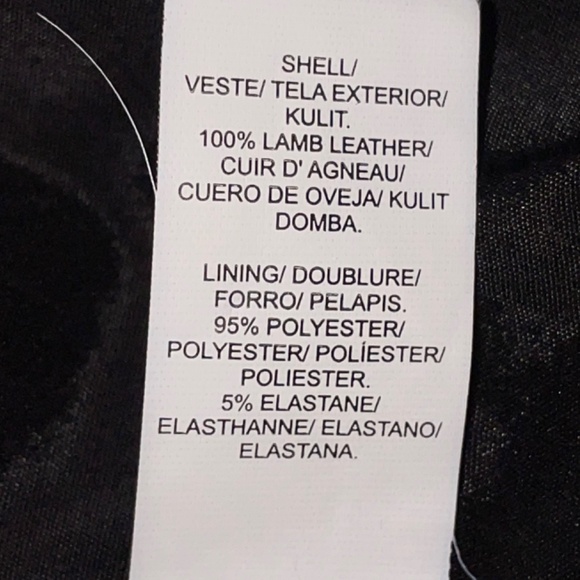 SHELL/
VESTE/ TELA EXTERIOR/
KULIT.
100% LAMB LEATHER/
CUIR D' AGNEAU/
CUERO DE OVEJA/ KULIT
DOMBA.
LINING/ DOUBLURE/
FORRO/ PELAPIS.
95% POLYESTER/
POLYESTER/ POLÍESTER/
POLIESTER.
5% ELASTANE/
ELASTHANNE/ ELASTANO/
ELASTANA.